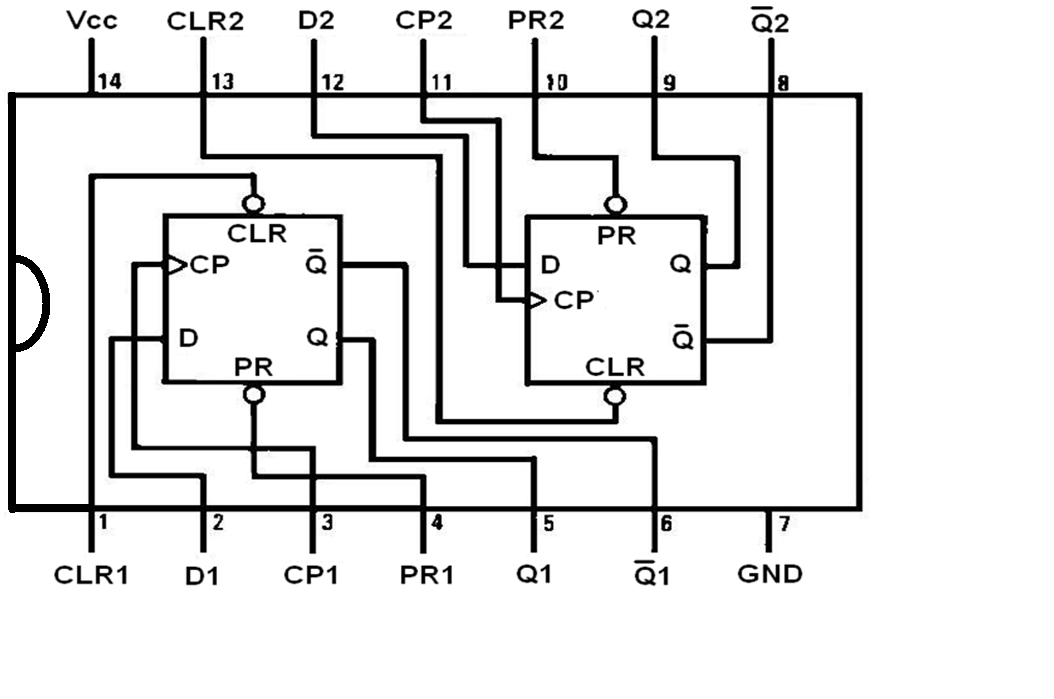 Vcc CLR2 D2 CP2 PR2 Q2 Q̅2
14 13 12 11 10 9 8
CLR PR
CP Q̅ D Q
CP
D Q Q̅
PR CLR
1 2 3 4 5 6 7
CLR1 D1 CP1 PR1 Q1 Q̅1 GND